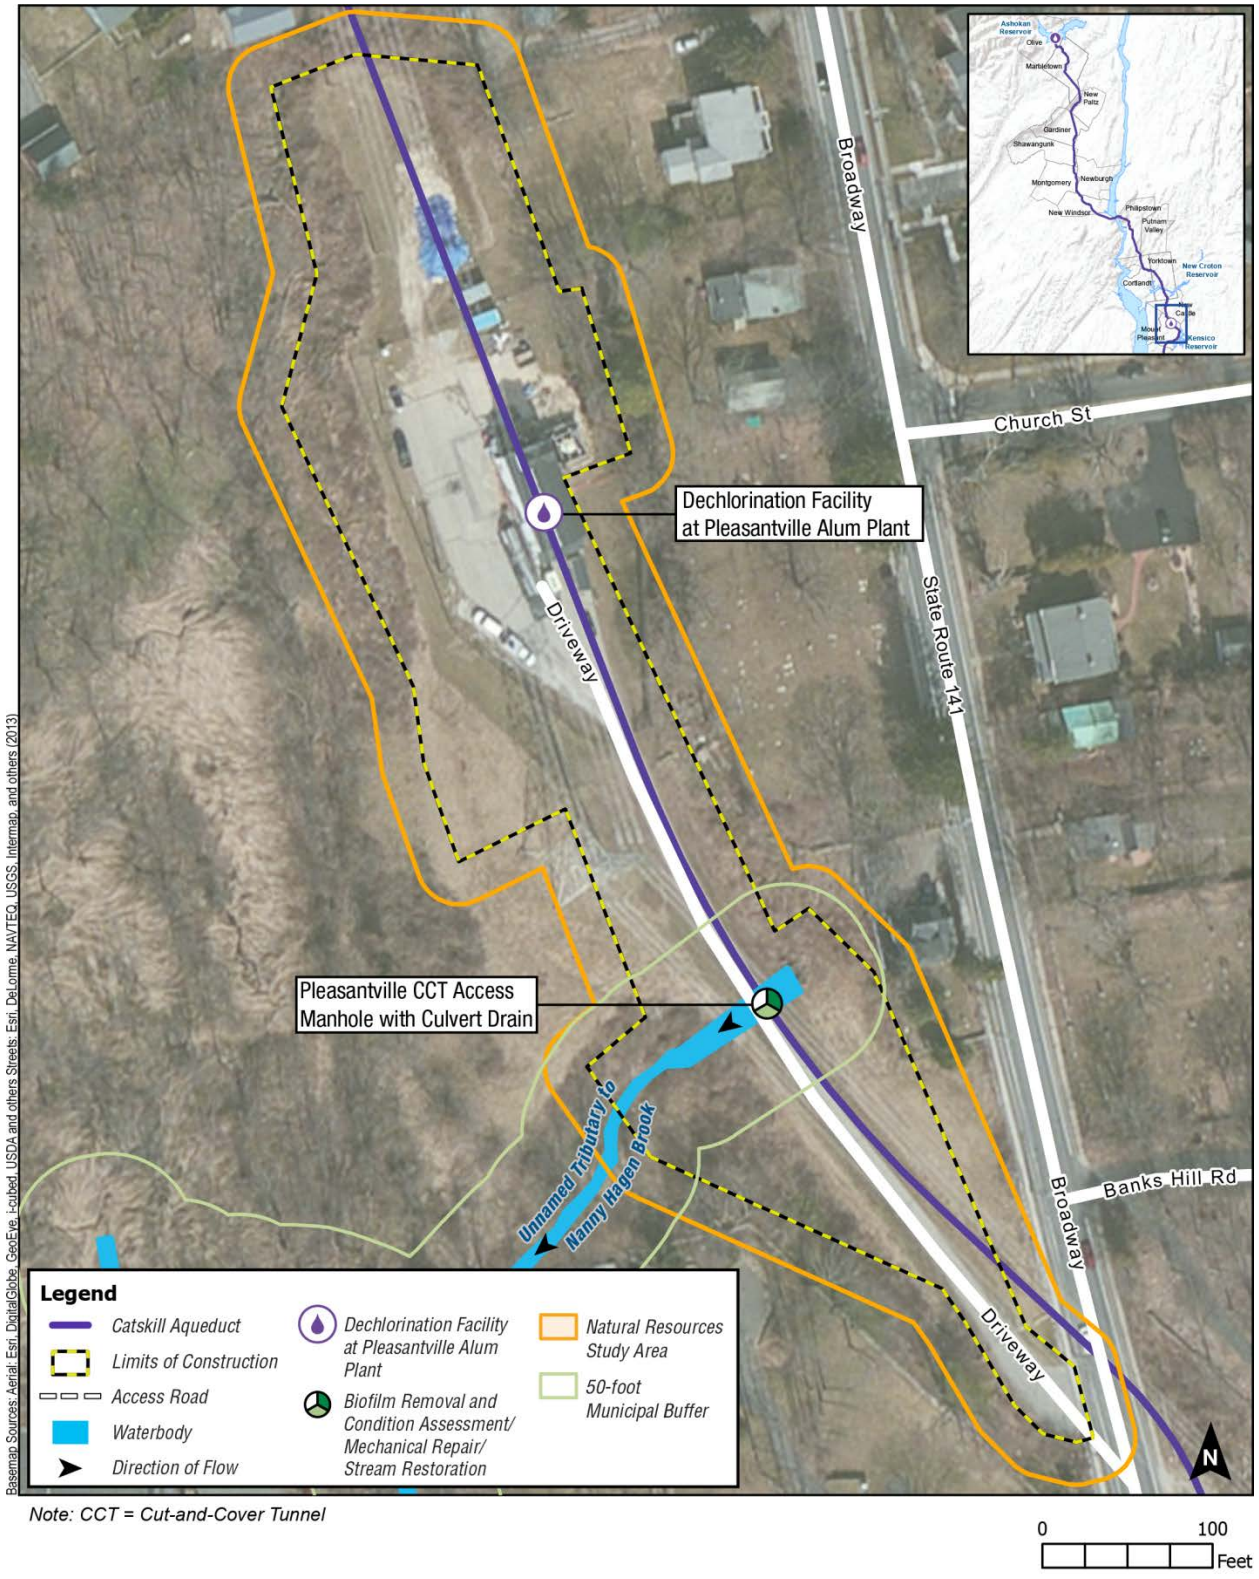 Ashokan
Reservoir
Olive
Marbletown
New
Paltz
Gardiner
Shawangunk
Montgomery
Newburgh
New Windsor
Philipstown
Putnam
Valley
Yorktown
New Croton
Reservoir
Cortlandt
New
Castle
Mount
Pleasant
Kensico
Reservoir
Broadway
Church St
Dechlorination Facility
at Pleasantville Alum Plant
State Route 141
Driveway
Pleasantville CCT Access
Manhole with Culvert Drain
Unnamed Tributary to
Nanny Hagen Brook
Banks Hill Rd
Broadway
Driveway
Legend
Catskill Aqueduct
Limits of Construction
Access Road
Waterbody
Direction of Flow
Dechlorination Facility
at Pleasantville Alum
Plant
Biofilm Removal and
Condition Assessment/
Mechanical Repair/
Stream Restoration
Natural Resources
Study Area
50-foot
Municipal Buffer
N
Basemap Sources: Aerial: Esri, DigitalGlobe, GeoEye, i-cubed, USDA and others Streets: Esri, DeLorme, NAVTEQ, USGS, Intermap, and others (2013)
Note: CCT = Cut-and-Cover Tunnel
0 100
Feet